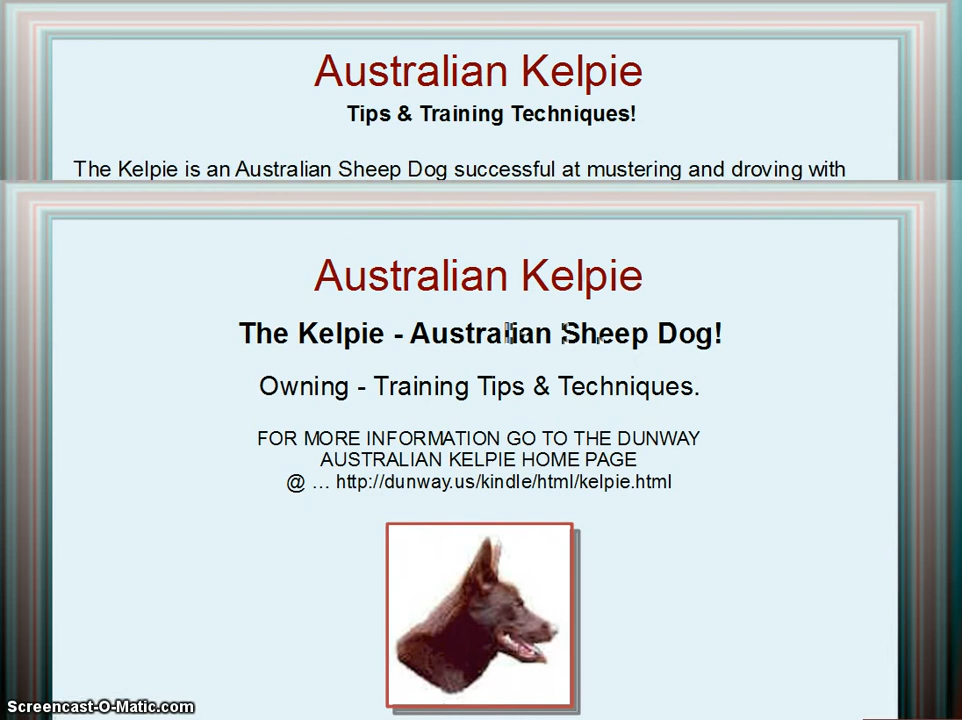 Australian Kelpie
Tips & Training Techniques!
The Kelpie is an Australian Sheep Dog successful at mustering and droving with
Australian Kelpie
The Kelpie - Australian Sheep Dog!
Owning - Training Tips & Techniques.
FOR MORE INFORMATION GO TO THE DUNWAY
AUSTRALIAN KELPIE HOME PAGE
@ … http://dunway.us/kindle/html/kelpie.html
Screencast-O-Matic.com